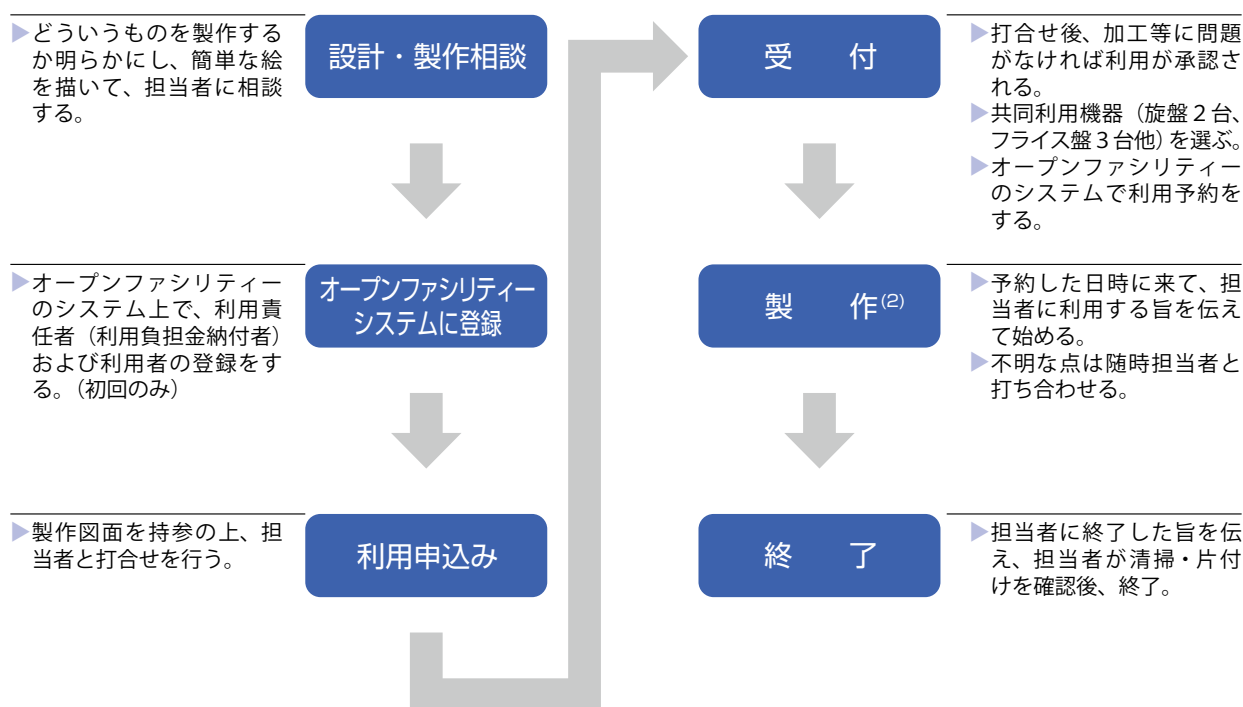 ▶どういうものを製作する
か明らかにし、簡単な絵
を描いて、担当者に相談
する。
設計・製作相談
▶オープンファシリティー
のシステム上で、利用責
任者（利用負担金納付者）
および利用者の登録をす
る。（初回のみ）
オープンファシリティー
システムに登録
▶製作図面を持参の上、担
当者と打合せを行う。
利用申込み
受　付
▶打合せ後、加工等に問題
がなければ利用が承認さ
れる。
▶共同利用機器（旋盤２台、
フライス盤３台他）を選ぶ。
▶オープンファシリティー
のシステムで利用予約を
する。
製　作(2)
▶予約した日時に来て、担
当者に利用する旨を伝え
て始める。
▶不明な点は随時担当者と
打ち合わせる。
終　了
▶担当者に終了した旨を伝
え、担当者が清掃・片付
けを確認後、終了。